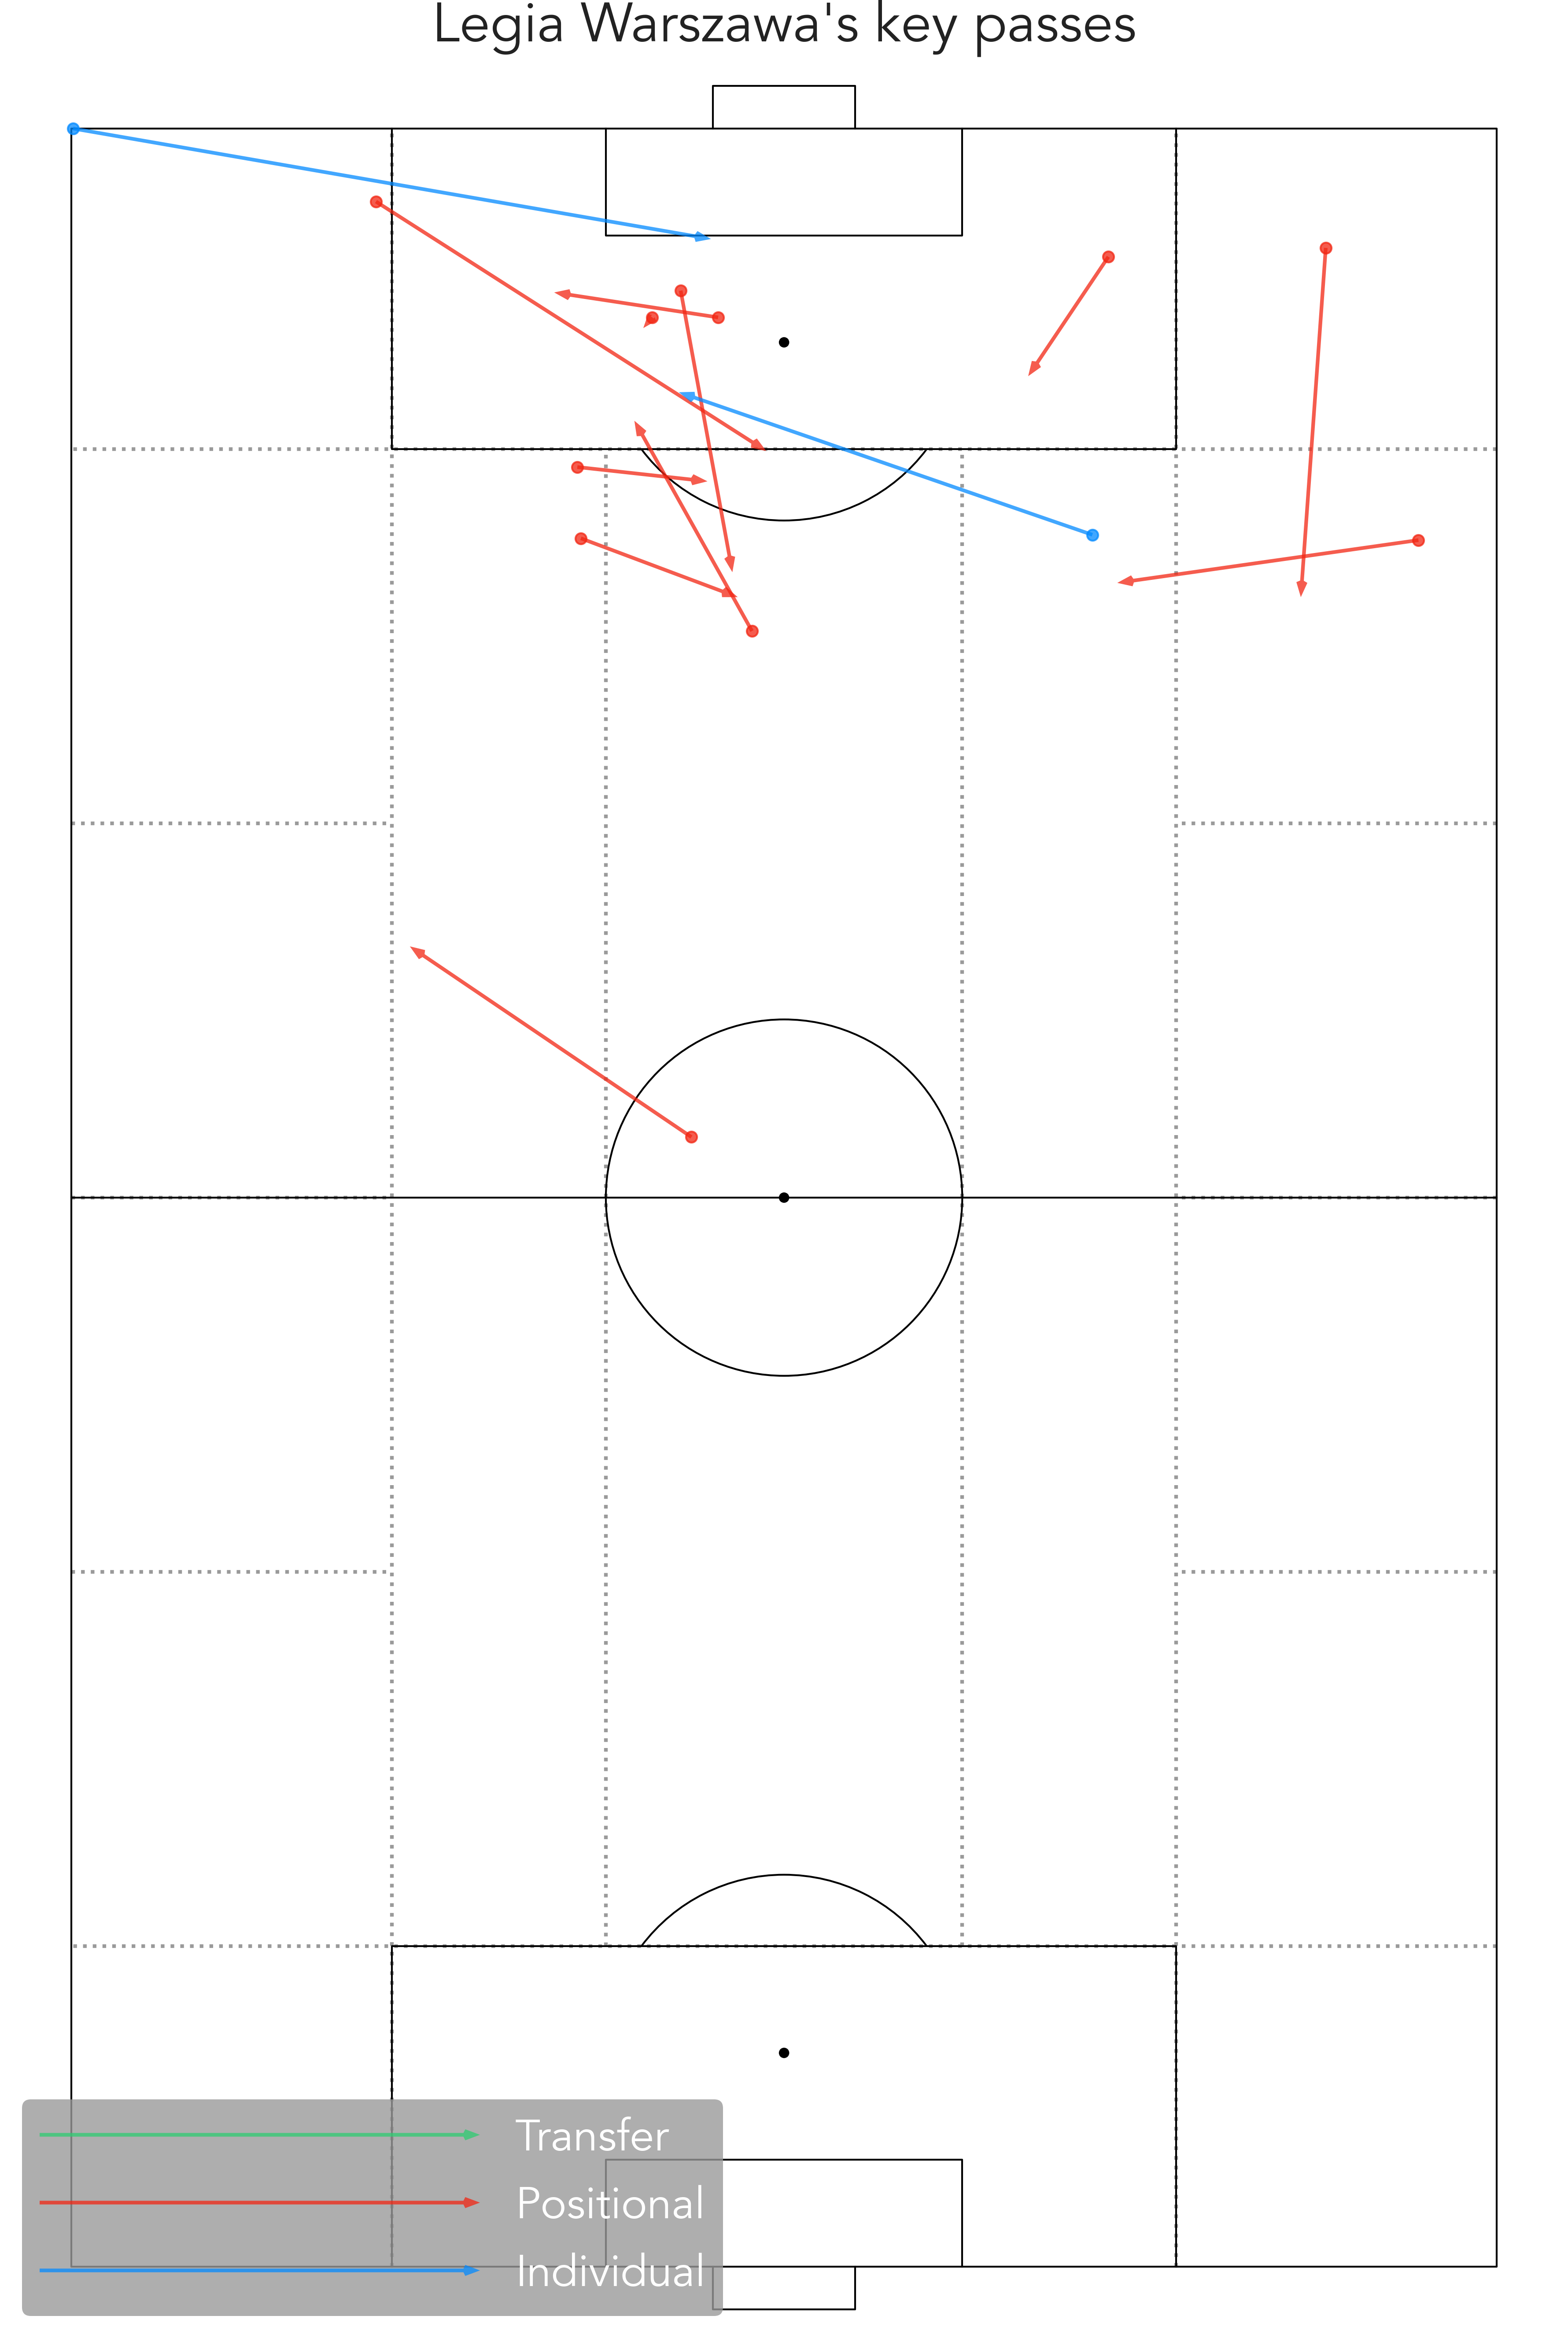 Legia Warszawa's key passes
Transfer
Positional
Individual